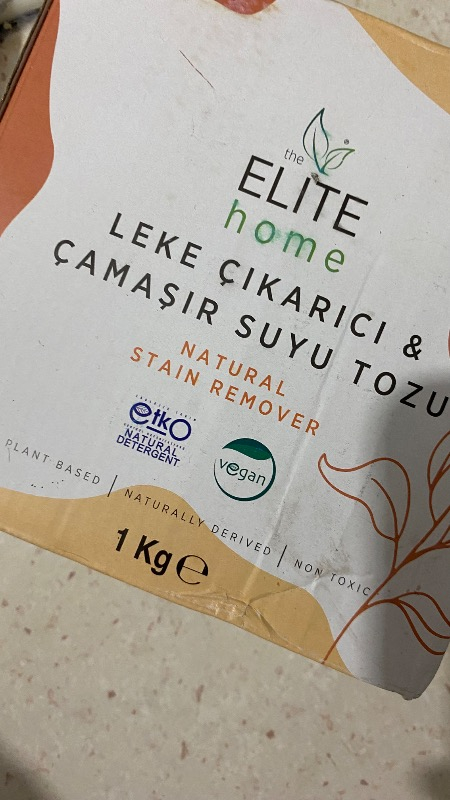 the
ELITE
home
LEKE ÇIKARICI &
ÇAMAŞIR SUYU TOZU
NATURAL
STAIN REMOVER
etko
NATURAL
DETERGENT
vegan
PLANT BASED | NATURALLY DERIVED | NON TOXIC
1 Kg ℮